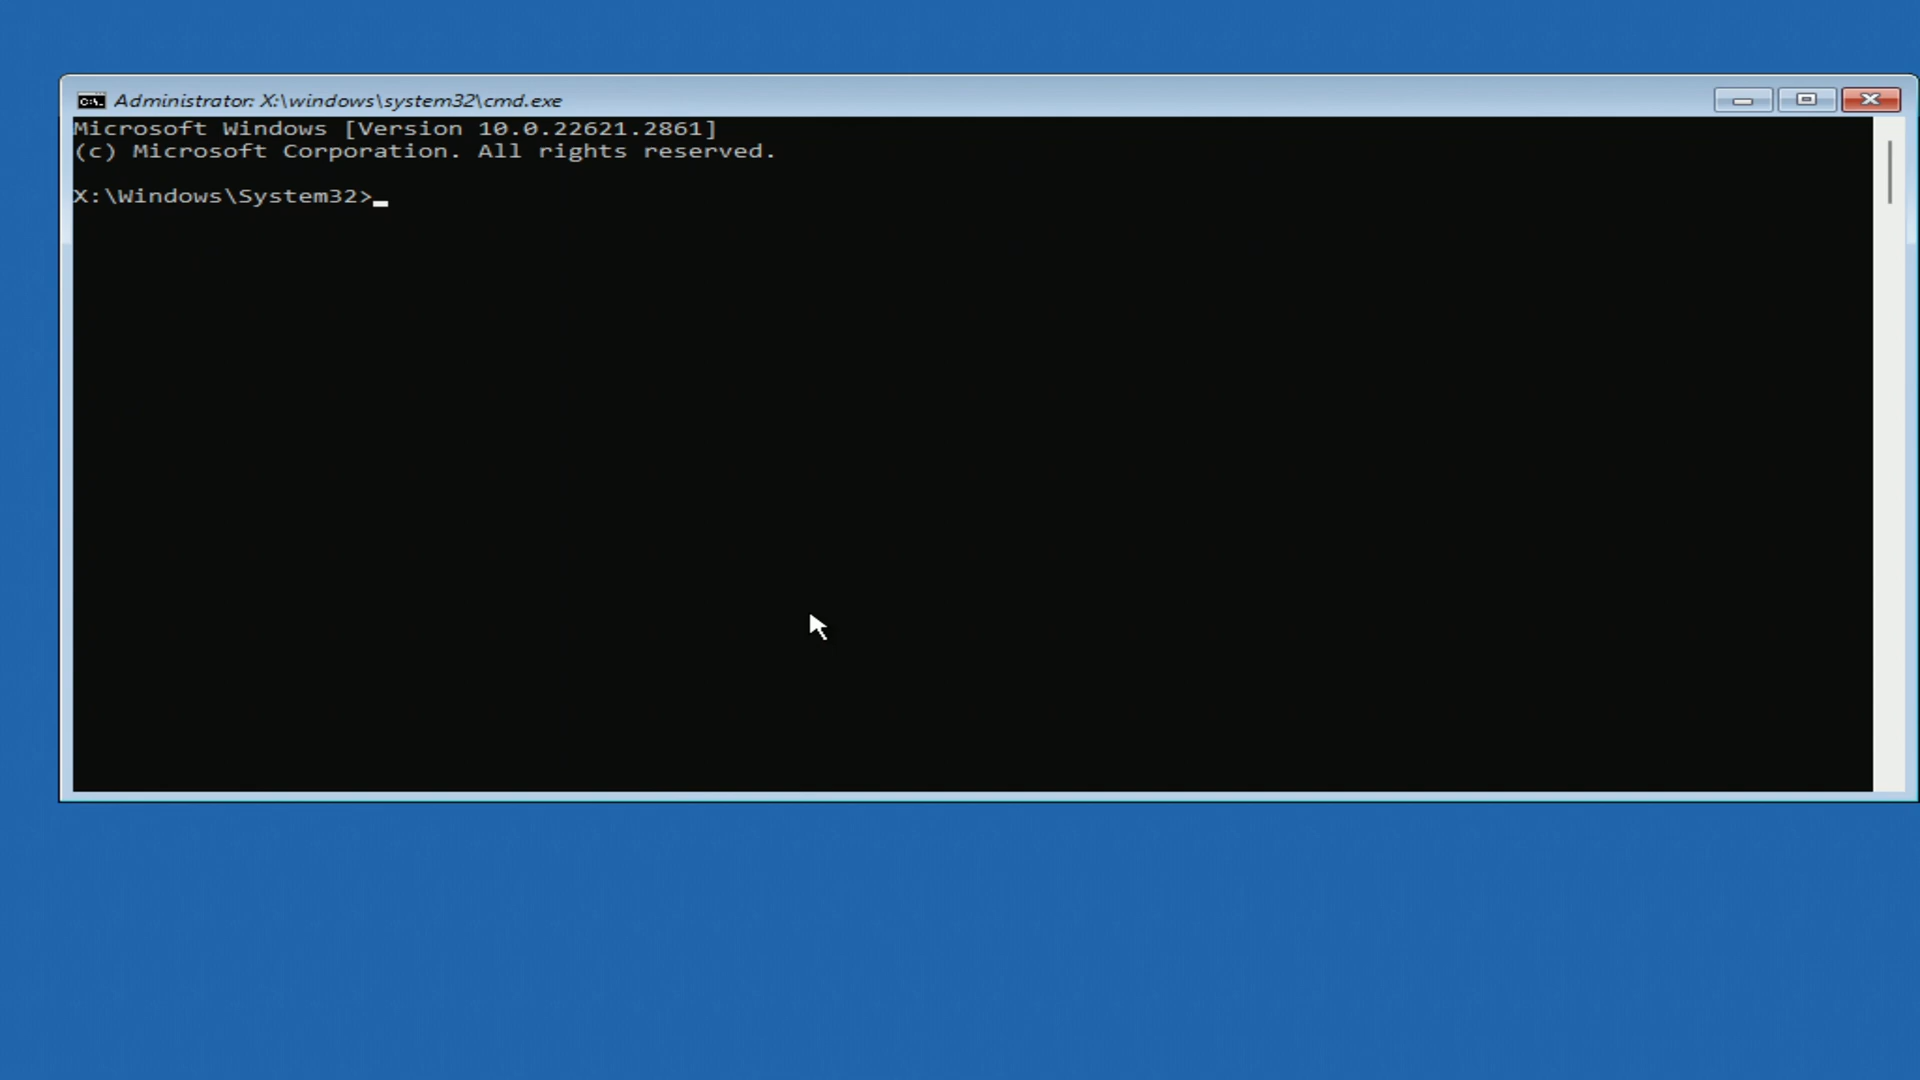 Administrator: X:\windows\system32\cmd.exe
Microsoft Windows [Version 10.0.22621.2861]
(c) Microsoft Corporation. All rights reserved.
X:\Windows\System32>